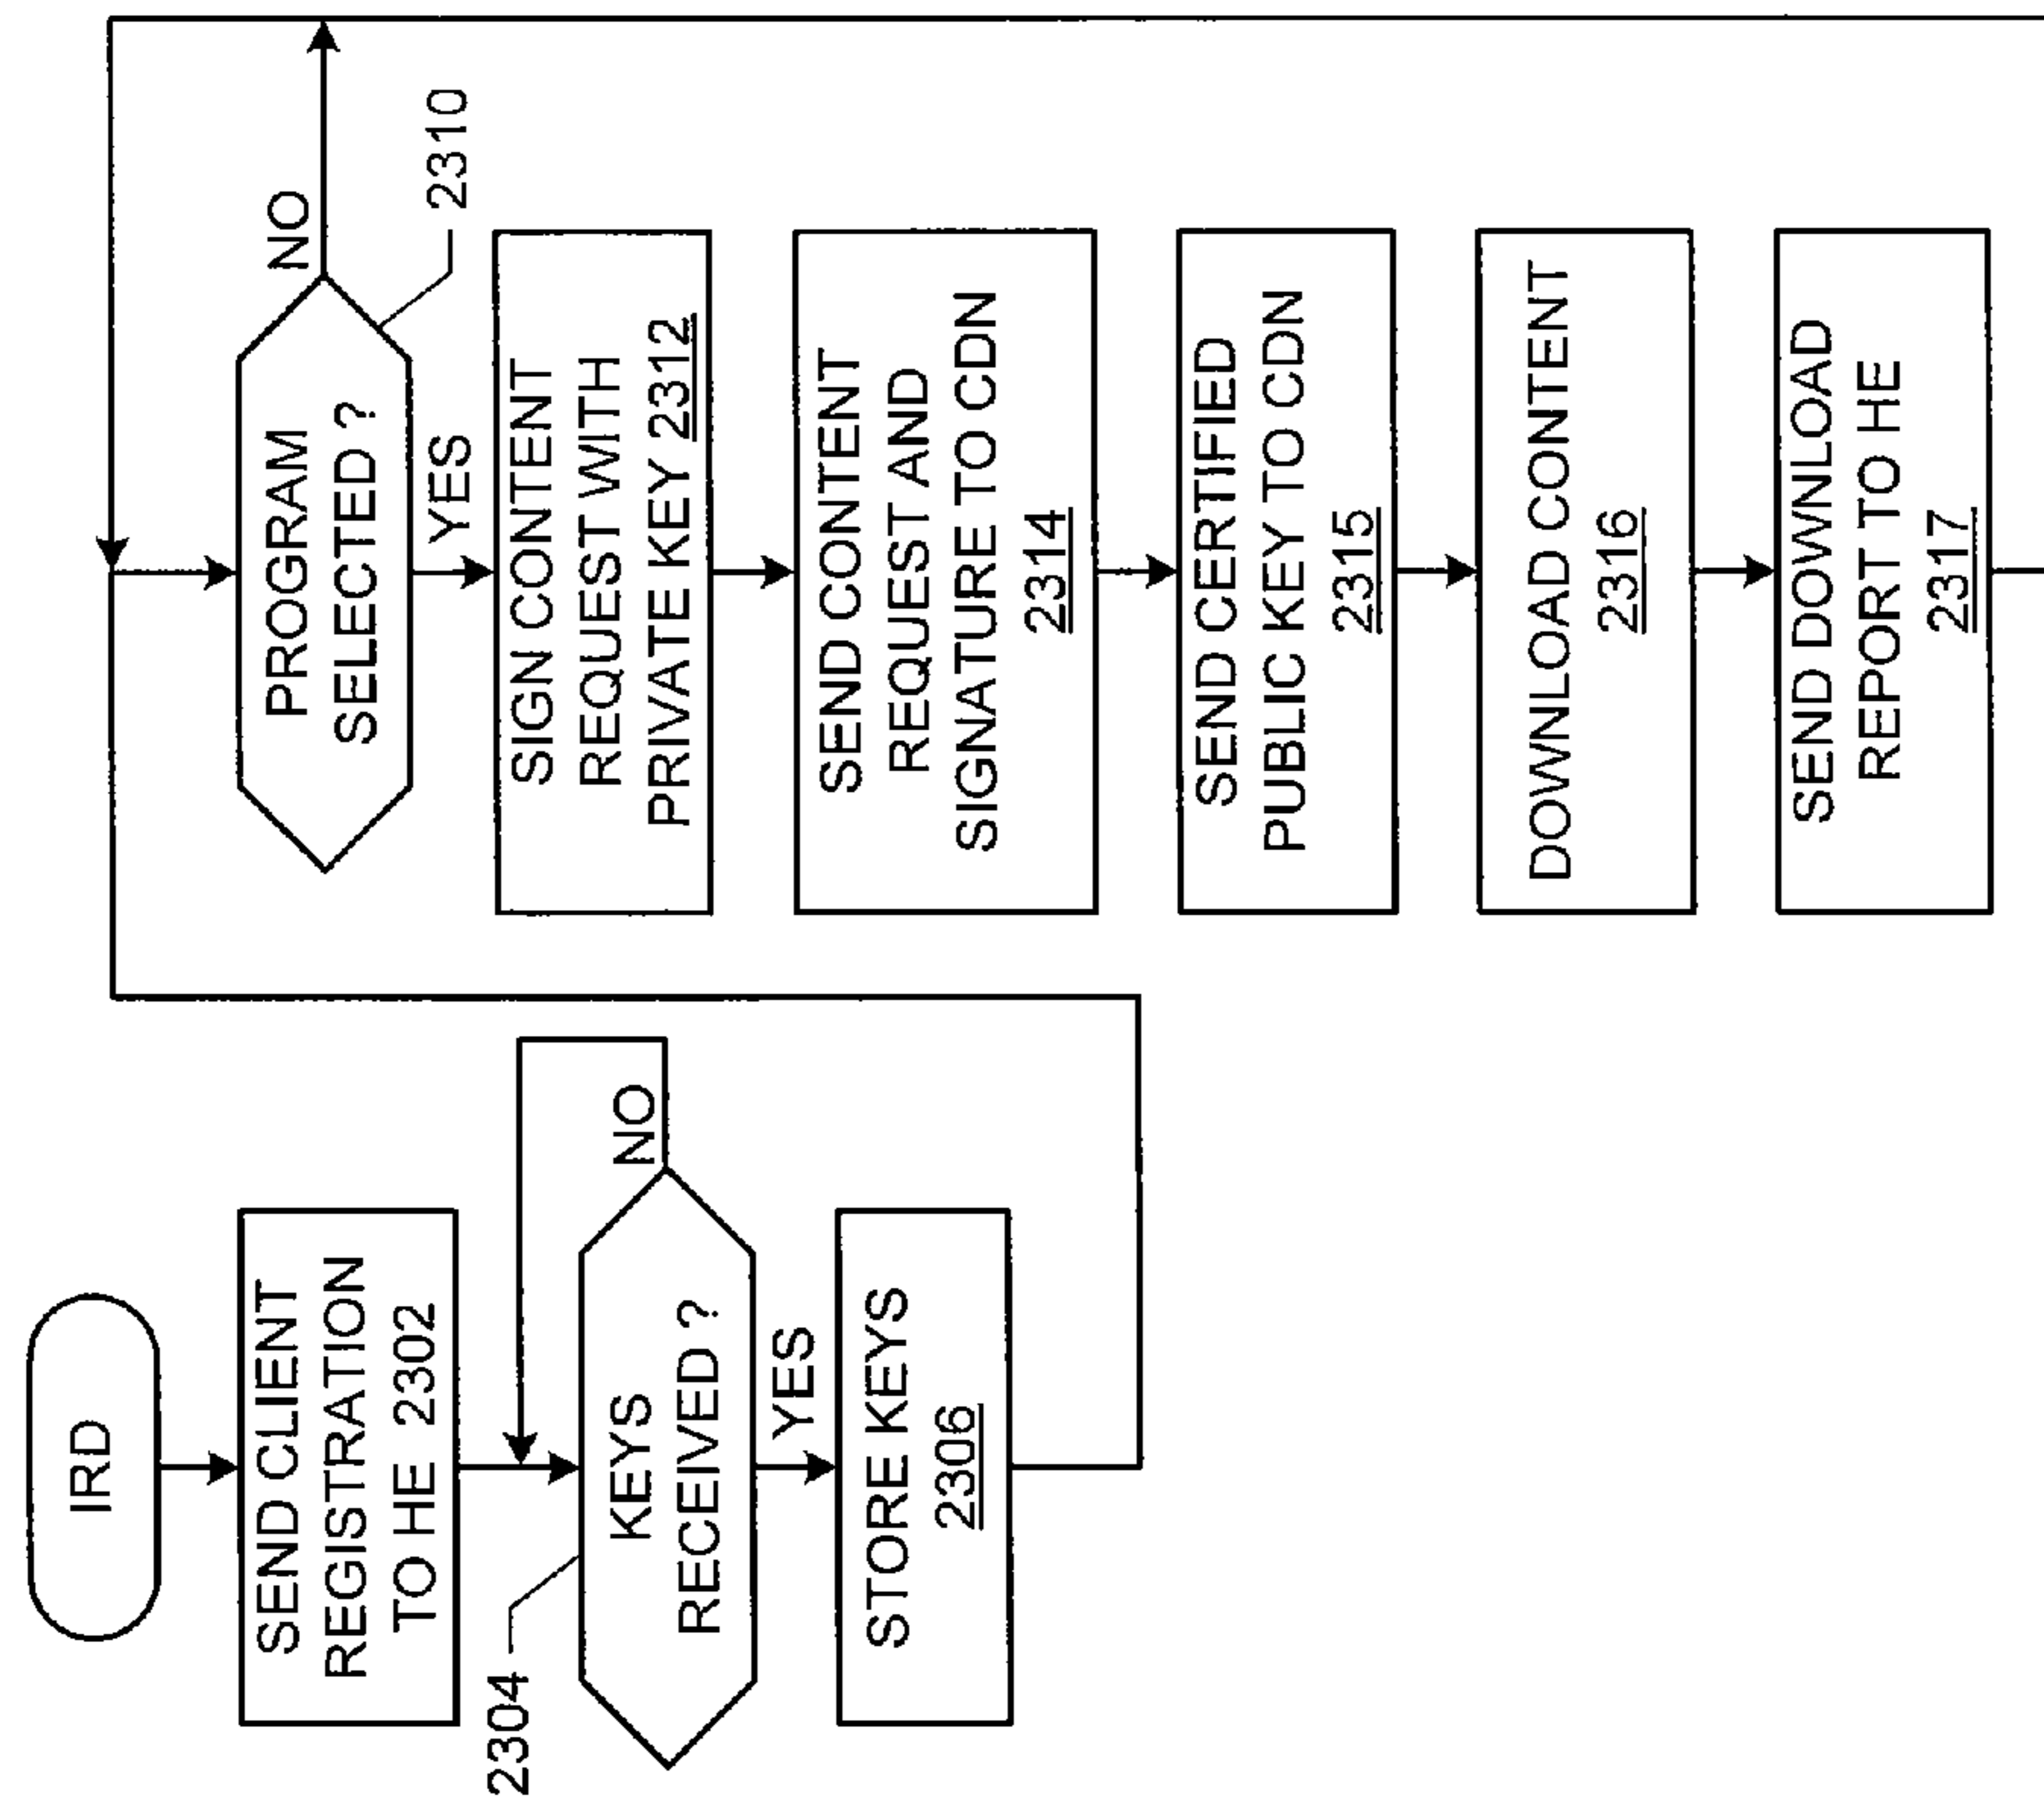 IRD
SEND CLIENT
REGISTRATION
TO HE 2302
2304
KEYS
RECEIVED ?
NO
YES
STORE KEYS
2306
PROGRAM
SELECTED ?
NO
2310
YES
SIGN CONTENT
REQUEST WITH
PRIVATE KEY 2312
SEND CONTENT
REQUEST AND
SIGNATURE TO CDN
2314
SEND CERTIFIED
PUBLIC KEY TO CDN
2315
DOWNLOAD CONTENT
2316
SEND DOWNLOAD
REPORT TO HE
2317